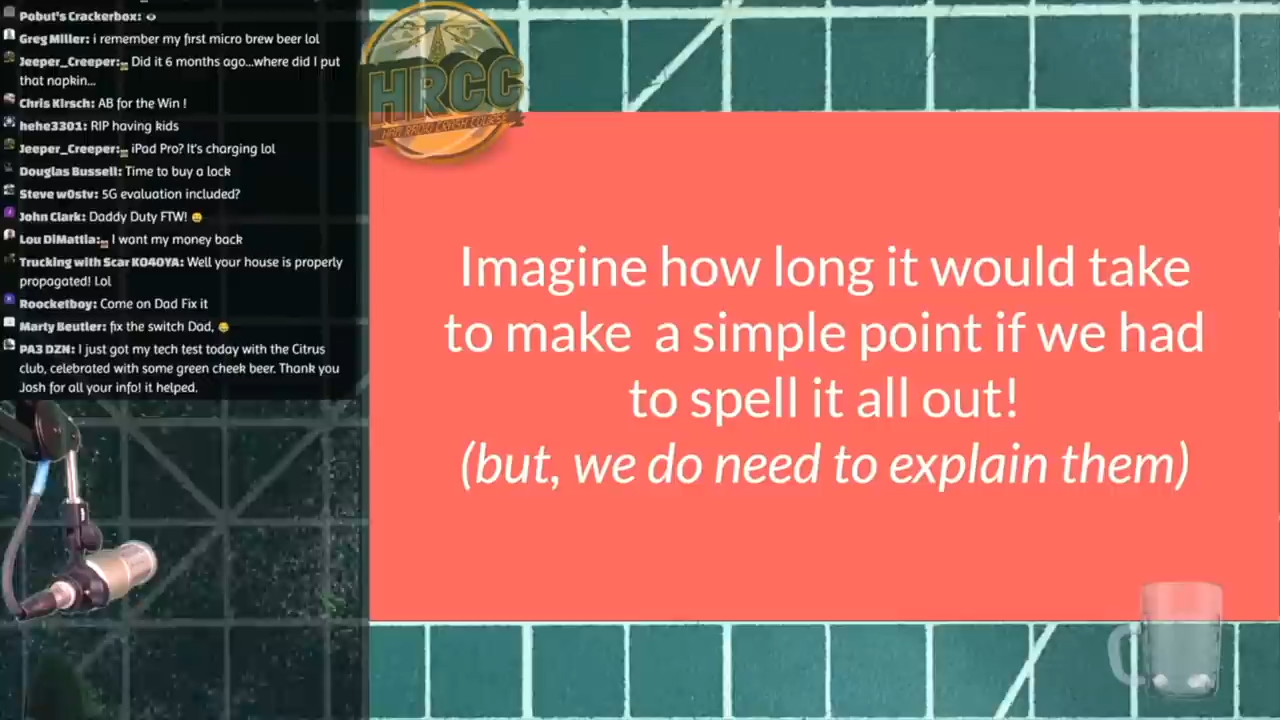 Pobut's Crackerbox:
Greg Miller: i remember my first micro brew beer lol
Jeeper_Creeper: Did it 6 months ago...where did I put
that napkin...
Chris Kirsch: AB for the Win !
hehe3301: RIP having kids
Jeeper_Creeper: iPad Pro? It's charging lol
Douglas Bussell: Time to buy a lock
Steve w0stv: 5G evaluation included?
John Clark: Daddy Duty FTW!
Lou DiMattia: I want my money back
Trucking with Scar KO4OYA: Well your house is properly
propagated! Lol
Roocketboy: Come on Dad Fix it
Marty Beutler: fix the switch Dad,
PA3 DZN: I just got my tech test today with the Citrus
club, celebrated with some green cheek beer. Thank you
Josh for all your info! it helped.
HRCC
HAM RADIO CRASH COURSE
Imagine how long it would take
to make a simple point if we had
to spell it all out!
(but, we do need to explain them)